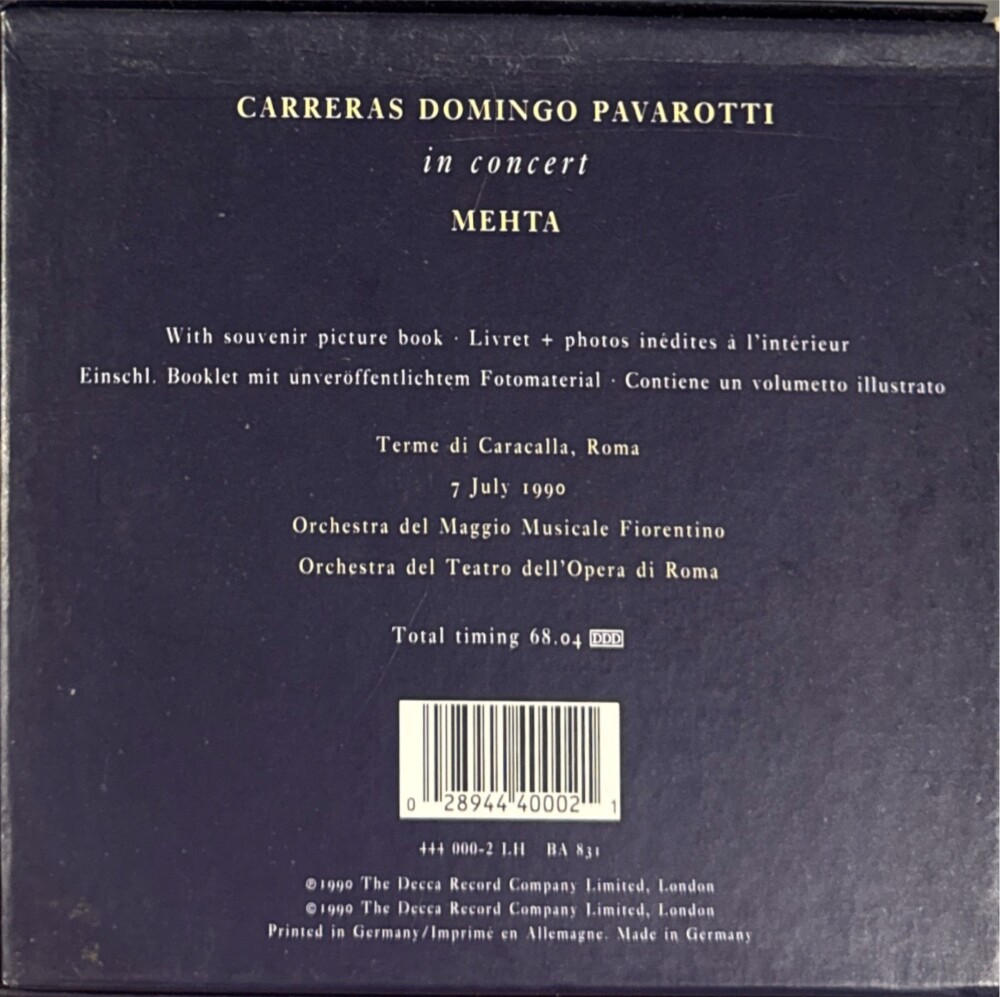 CARRERAS DOMINGO PAVAROTTI
in concert
MEHTA
With souvenir picture book · Livret + photos inédites à l'intérieur
Einschl. Booklet mit unveröffentlichtem Fotomaterial · Contiene un volumetto illustrato
Terme di Caracalla, Roma
7 July 1990
Orchestra del Maggio Musicale Fiorentino
Orchestra del Teatro dell'Opera di Roma
Total timing 68.04 DDD
0 28944 40002 1
444 000-2 LH BA 831
℗1990 The Decca Record Company Limited, London
©1990 The Decca Record Company Limited, London
Printed in Germany/Imprimé en Allemagne. Made in Germany